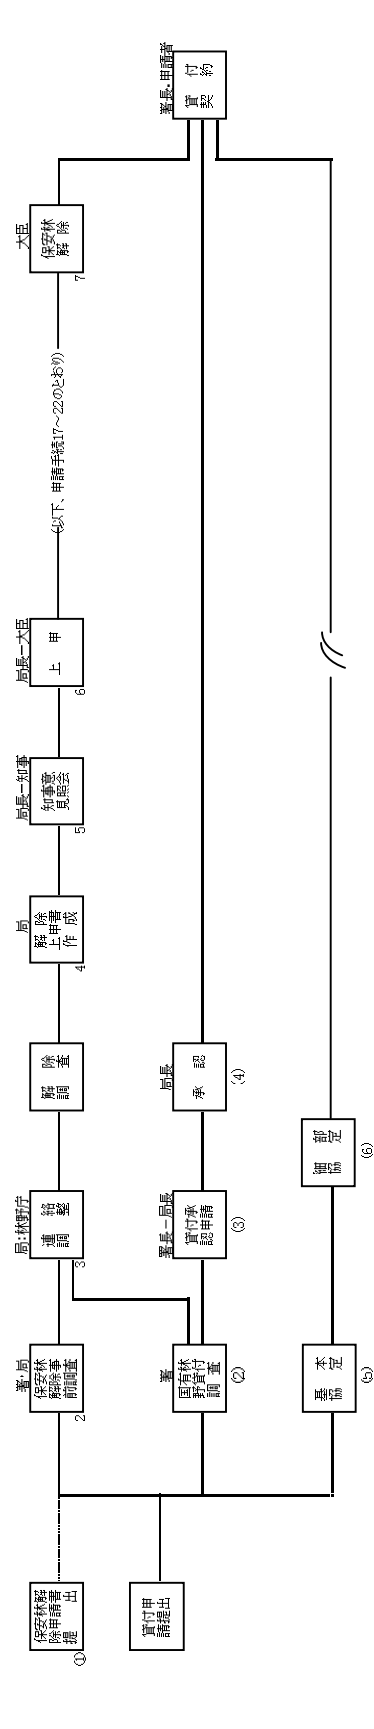 保安林解
除申請書
提　　出
①
貸付申
請提出
署・局
保安林
解除事
前調査
2
局:林野庁
連　絡
調　整
3
解　除
調　査
局
解　除
上申書
作　成
4
局長ー知事
知事意
見照会
5
局長ー大臣
上　申
6
(以下、申請手続17～22のとおり)
大臣
保安林
解　除
7
署
国有林
野貸付
調　査
(2)
署長－局長
貸付承
認申請
(3)
局長
承　認
(4)
基　本
協　定
(5)
細　部
協　定
(6)
署長・申請者
貸　付
契　約